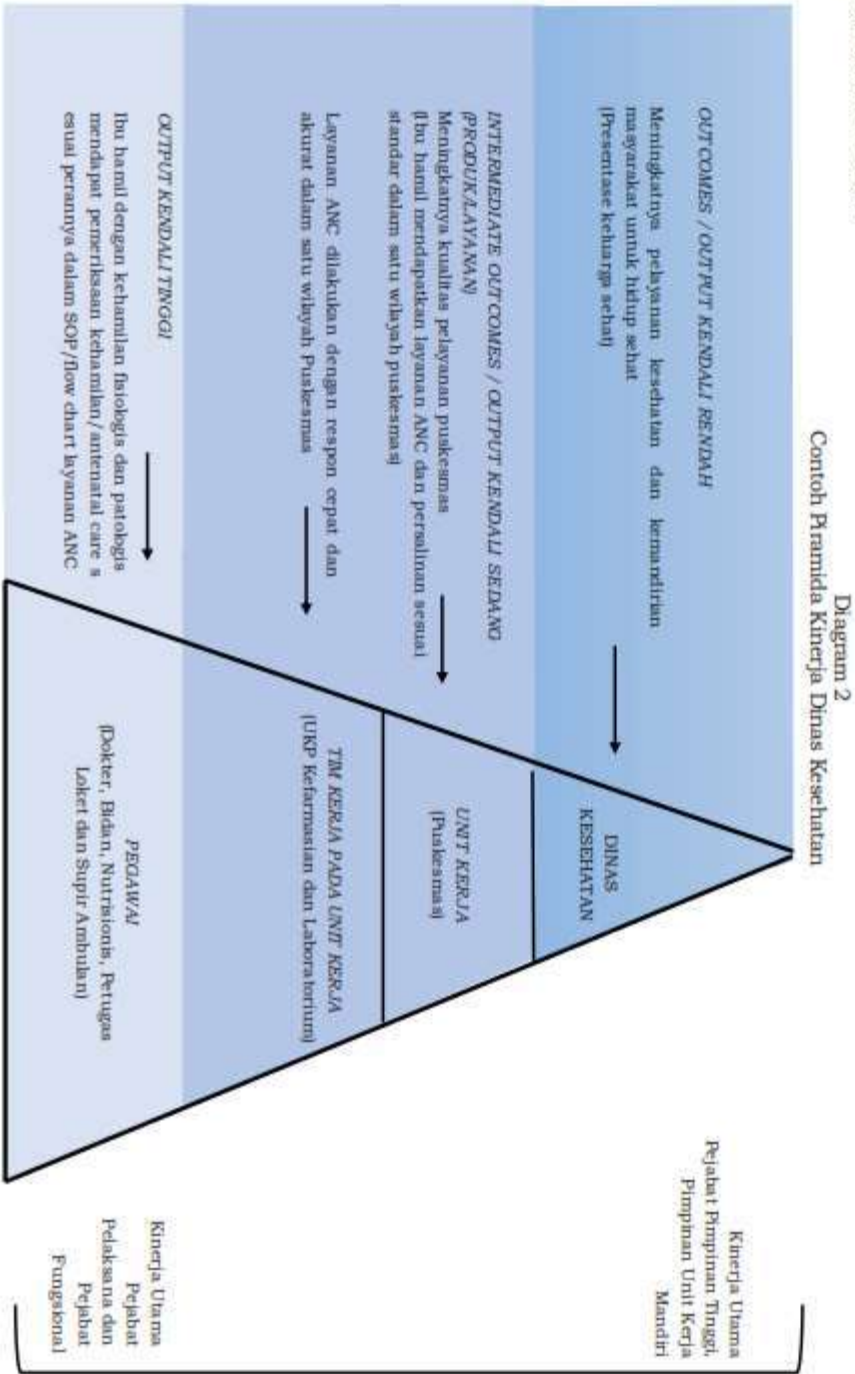 Diagram 2
Contoh Piramida Kinerja Dinas Kesehatan
OUTCOMES / OUTPUT KENDALI RENDAH
Meningkatnya pelayanan kesehatan dan kemandirian
masyarakat untuk hidup sehat
(Presentase keluarga sehat)
DINAS
KESEHATAN
Kinerja Utama
Pejabat Pimpinan Tinggi,
Pimpinan Unit Kerja
Mandiri
INTERMEDIATE OUTCOMES / OUTPUT KENDALI SEDANG
(PRODUK/LAYANAN)
Meningkatnya kualitas pelayanan puskesmas
(Ibu hamil mendapatkan layanan ANC dan persalinan sesuai
standar dalam satu wilayah puskesmas)
UNIT KERJA
(Puskesmas)
Layanan ANC dilakukan dengan respon cepat dan
akurat dalam satu wilayah Puskesmas
TIM KERJA PADA UNIT KERJA
(UKP Kefarmasian dan Laboratorium)
OUTPUT KENDALI TINGGI
Ibu hamil dengan kehamilan fisiologis dan patologis
mendapat pemeriksaan kehamilan/antenatal care s
esuai perannya dalam SOP/flow chart layanan ANC
PEGAWAI
(Dokter, Bidan, Nutrisionis, Petugas
Loket dan Supir Ambulan)
Kinerja Utama
Pejabat
Pelaksana dan
Pejabat
Fungsional